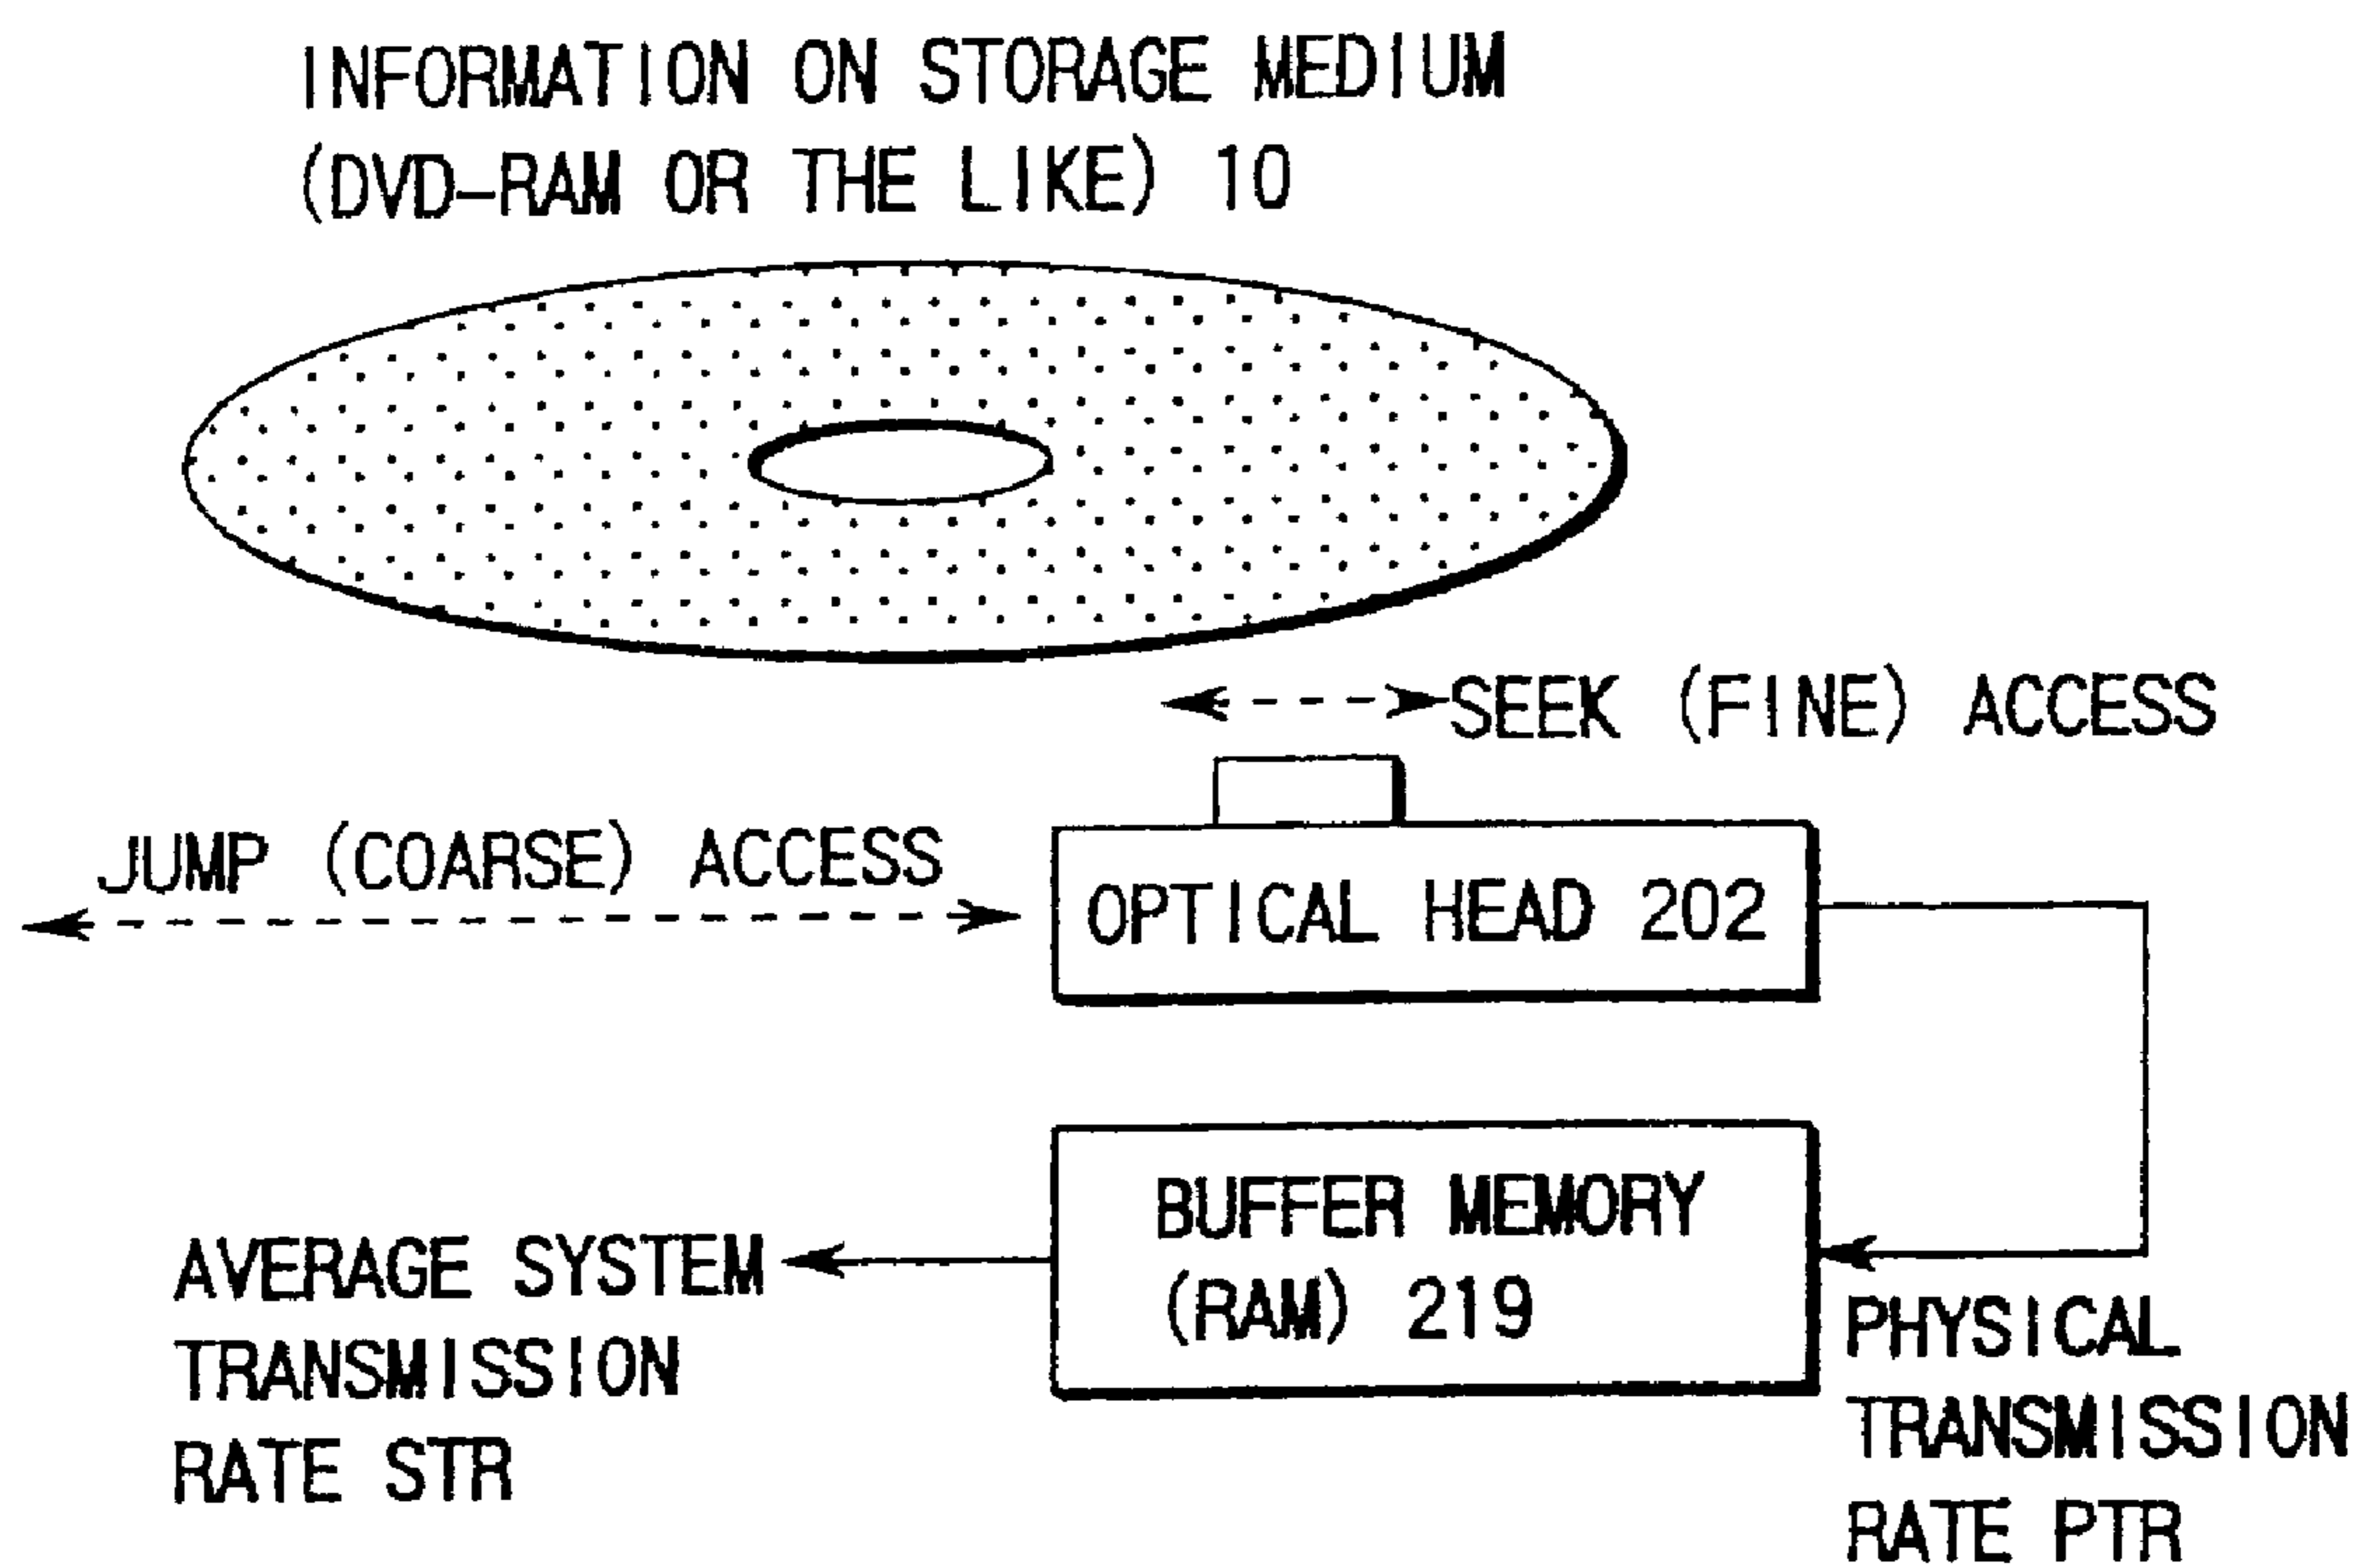 INFORMATION ON STORAGE MEDIUM
(DVD-RAM OR THE LIKE) 10
SEEK (FINE) ACCESS
JUMP (COARSE) ACCESS
OPTICAL HEAD 202
BUFFER MEMORY
(RAM) 219
AVERAGE SYSTEM
TRANSMISSION
RATE STR
PHYSICAL
TRANSMISSION
RATE PTR